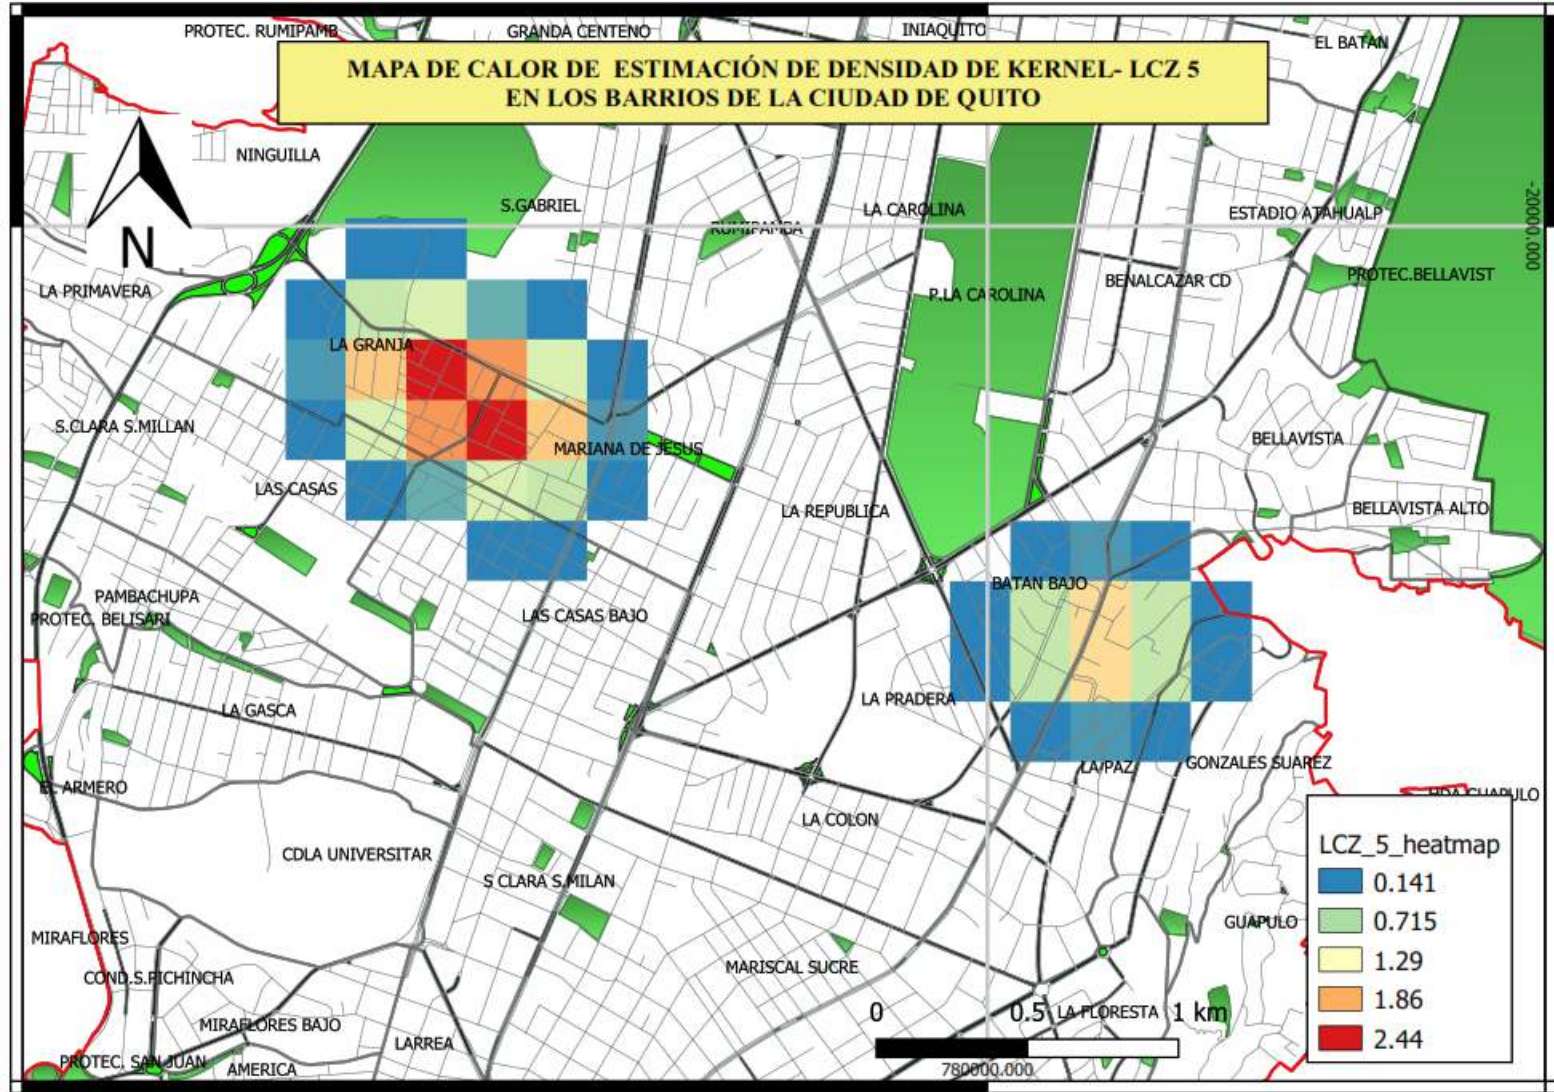 PROTEC. RUMIPAMB
GRANDA CENTENO
INIAQUITO
EL BATAN
MAPA DE CALOR DE ESTIMACIÓN DE DENSIDAD DE KERNEL- LCZ 5
EN LOS BARRIOS DE LA CIUDAD DE QUITO
NINGUILLA
N
S.GABRIEL
RUMIPAMBA
LA CAROLINA
ESTADIO ATAHUALP
-20000.000
LA PRIMAVERA
P.LA CAROLINA
BENALCAZAR CD
PROTEC.BELLAVIST
LA GRANJA
S.CLARA S.MILLAN
MARIANA DE JESUS
BELLAVISTA
LAS CASAS
LA REPUBLICA
BELLAVISTA ALTO
PAMBACHUPA
PROTEC. BELISARI
LAS CASAS BAJO
BATAN BAJO
LA GASCA
LA PRADERA
EL ARMERO
LA PAZ
GONZALES SUAREZ
HDA.GUAPULO
LA COLON
CDLA UNIVERSITAR
S CLARA S.MILAN
MIRAFLORES
COND.S.PICHINCHA
MARISCAL SUCRE
GUAPULO
MIRAFLORES BAJO
LARREA
LA FLORESTA
PROTEC. SAN JUAN
AMERICA
0 0.5 1 km
780000.000
LCZ_5_heatmap
0.141
0.715
1.29
1.86
2.44